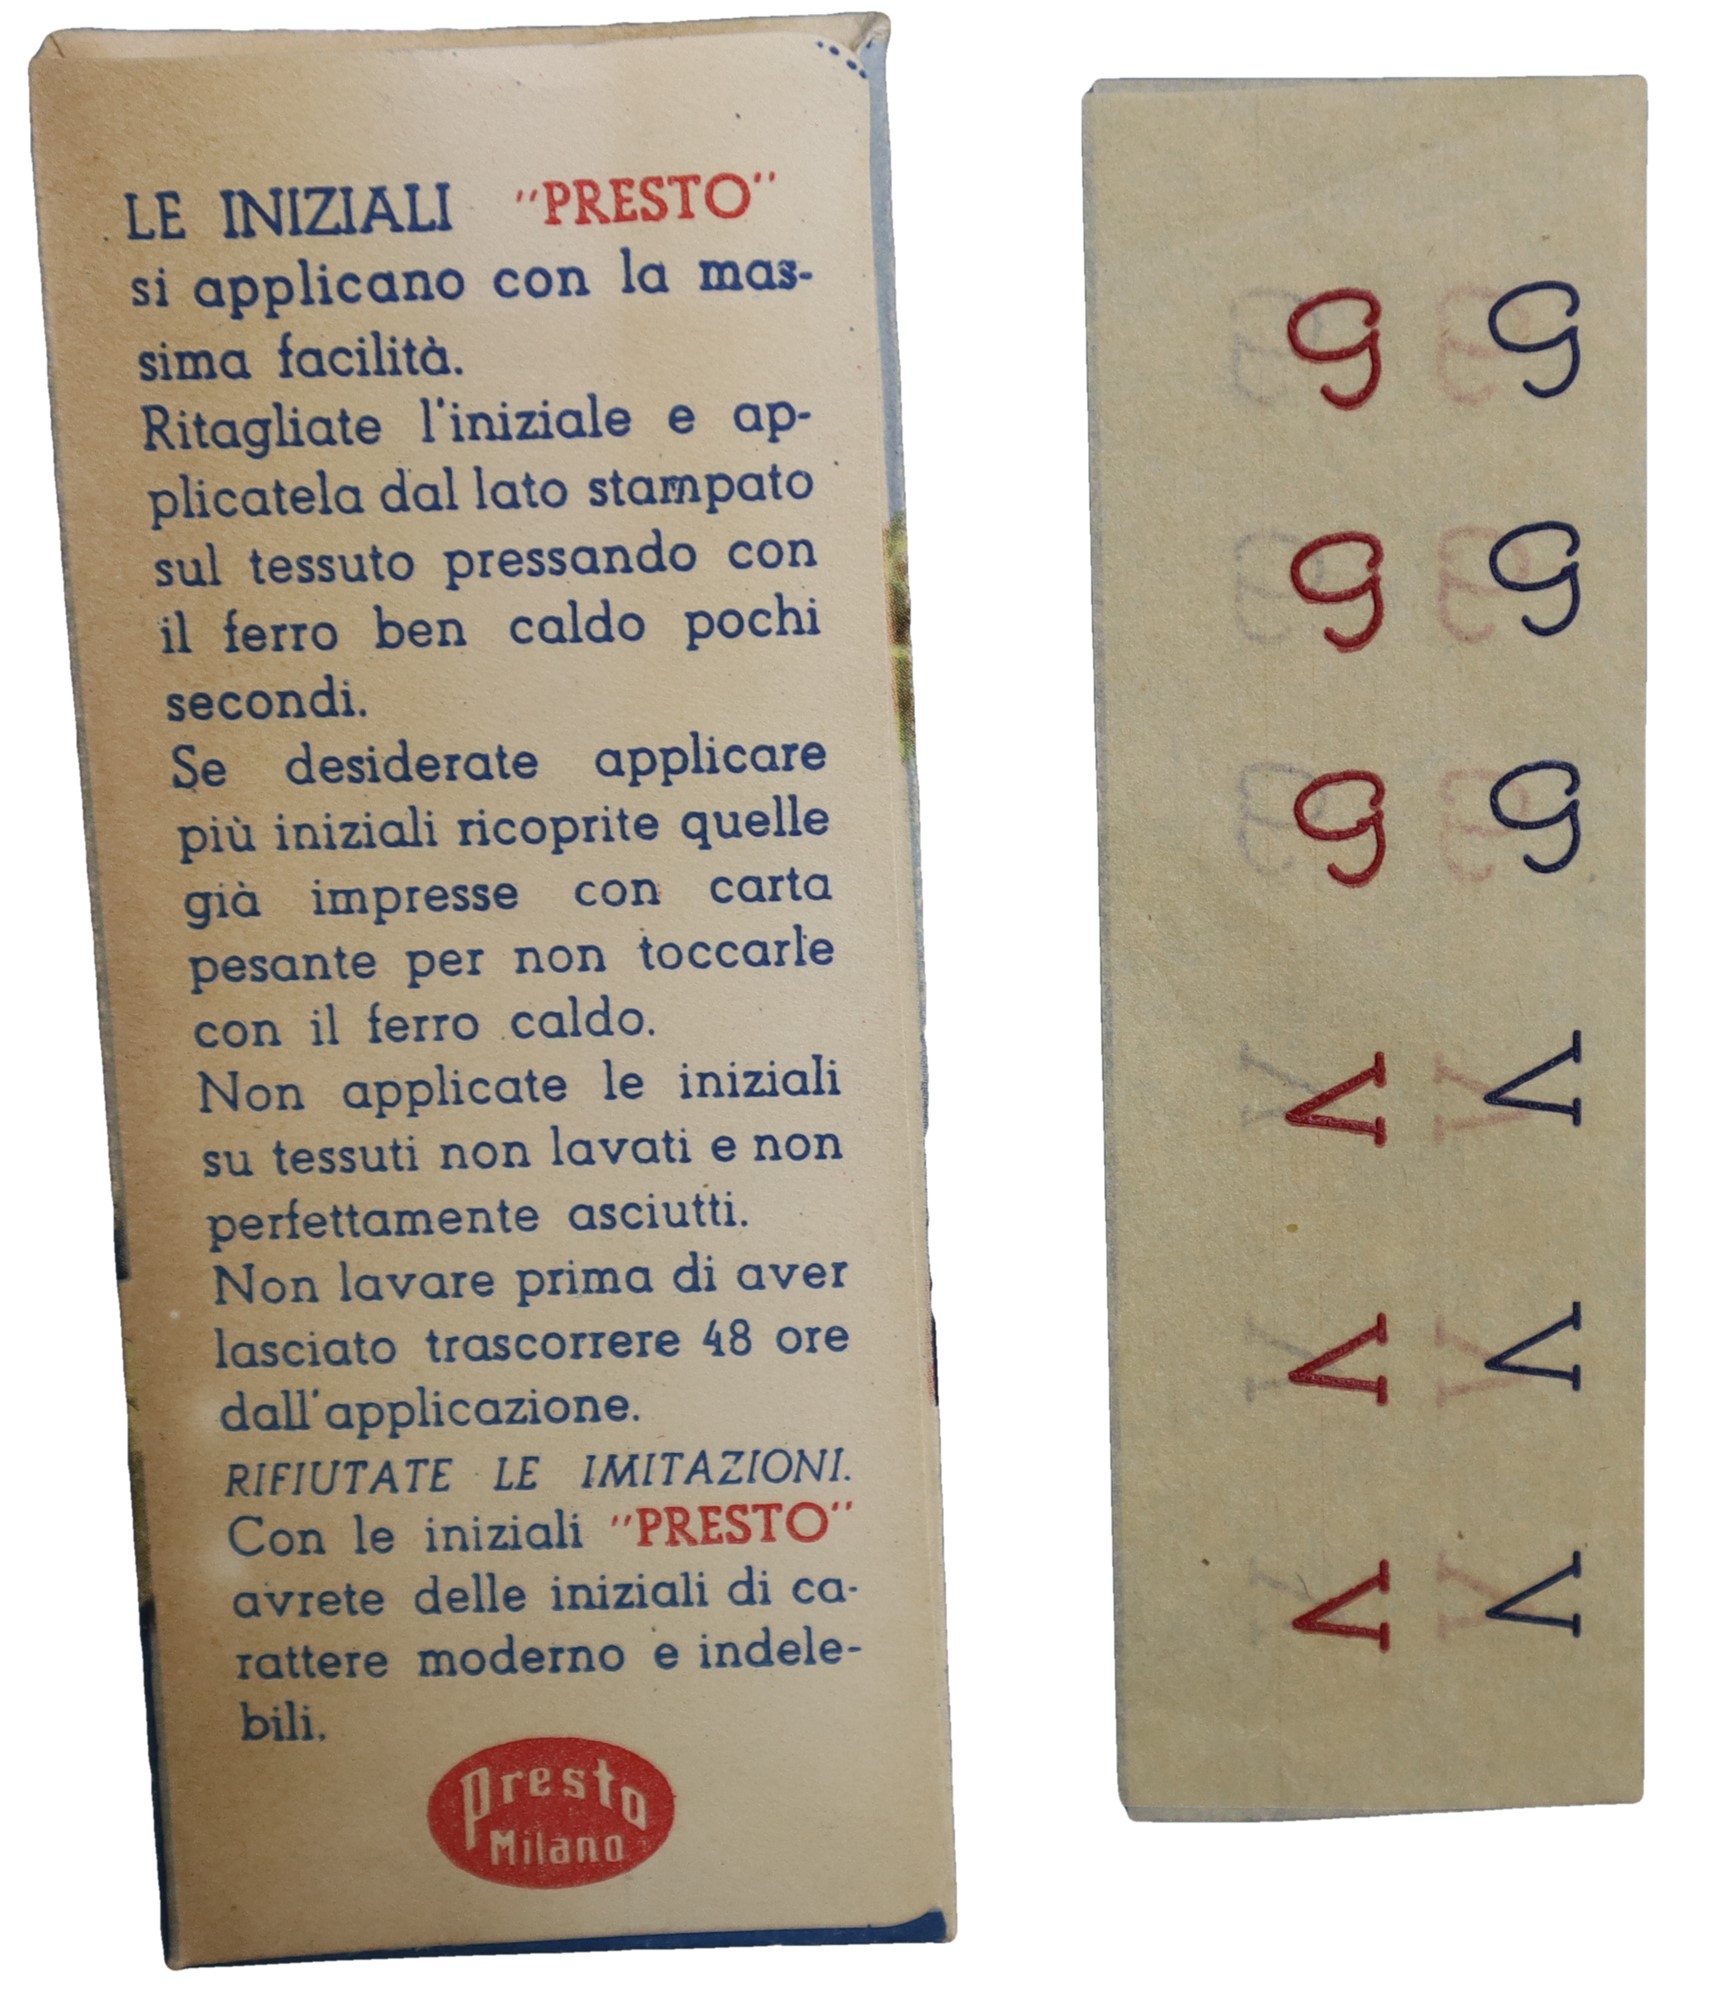 LE INIZIALI "PRESTO"
si applicano con la mas-
sima facilità.
Ritagliate l'iniziale e ap-
plicatela dal lato stampato
sul tessuto pressando con
il ferro ben caldo pochi
secondi.
Se desiderate applicare
più iniziali ricoprite quelle
già impresse con carta
pesante per non toccarle
con il ferro caldo.
Non applicate le iniziali
su tessuti non lavati e non
perfettamente asciutti.
Non lavare prima di aver
lasciato trascorrere 48 ore
dall'applicazione.
RIFIUTATE LE IMITAZIONI.
Con le iniziali "PRESTO"
avrete delle iniziali di ca-
rattere moderno e indele-
bili.
Presto
Milano
V V V
V V V